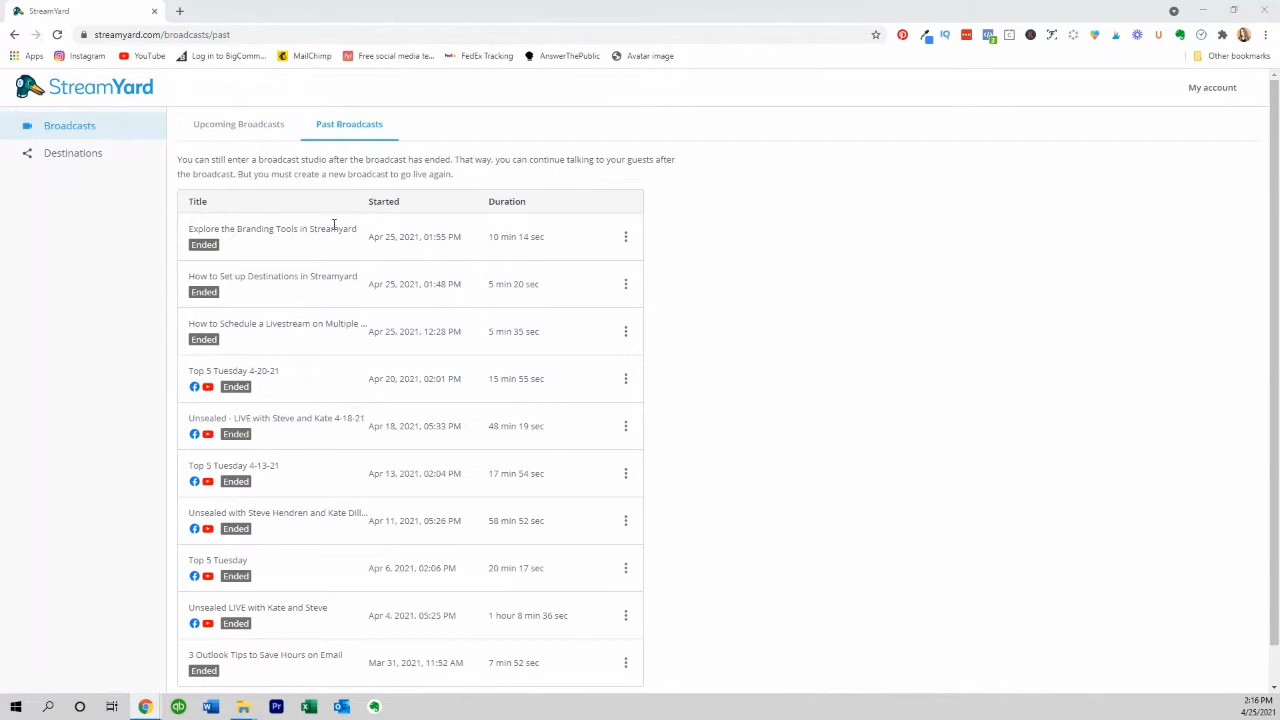 StreamYard
streamyard.com/broadcasts/past
Apps Instagram YouTube Log in to BigComm... MailChimp Free social media te... FedEx Tracking AnswerThePublic Avatar image Other bookmarks
StreamYard
My account
Broadcasts
Destinations
Upcoming Broadcasts Past Broadcasts
You can still enter a broadcast studio after the broadcast has ended. That way, you can continue talking to your guests after
the broadcast. But you must create a new broadcast to go live again.
Title Started Duration
Explore the Branding Tools in Streamyard
Ended
Apr 25, 2021, 01:55 PM 10 min 14 sec
How to Set up Destinations in Streamyard
Ended
Apr 25, 2021, 01:48 PM 5 min 20 sec
How to Schedule a Livestream on Multiple ...
Ended
Apr 25, 2021, 12:28 PM 5 min 35 sec
Top 5 Tuesday 4-20-21
Ended
Apr 20, 2021, 02:01 PM 15 min 55 sec
Unsealed - LIVE with Steve and Kate 4-18-21
Ended
Apr 18, 2021, 05:33 PM 48 min 19 sec
Top 5 Tuesday 4-13-21
Ended
Apr 13, 2021, 02:04 PM 17 min 54 sec
Unsealed with Steve Hendren and Kate Dill...
Ended
Apr 11, 2021, 05:26 PM 58 min 52 sec
Top 5 Tuesday
Ended
Apr 6, 2021, 02:06 PM 20 min 17 sec
Unsealed LIVE with Kate and Steve
Ended
Apr 4, 2021, 05:25 PM 1 hour 8 min 36 sec
3 Outlook Tips to Save Hours on Email
Ended
Mar 31, 2021, 11:52 AM 7 min 52 sec
2:16 PM
4/25/2021